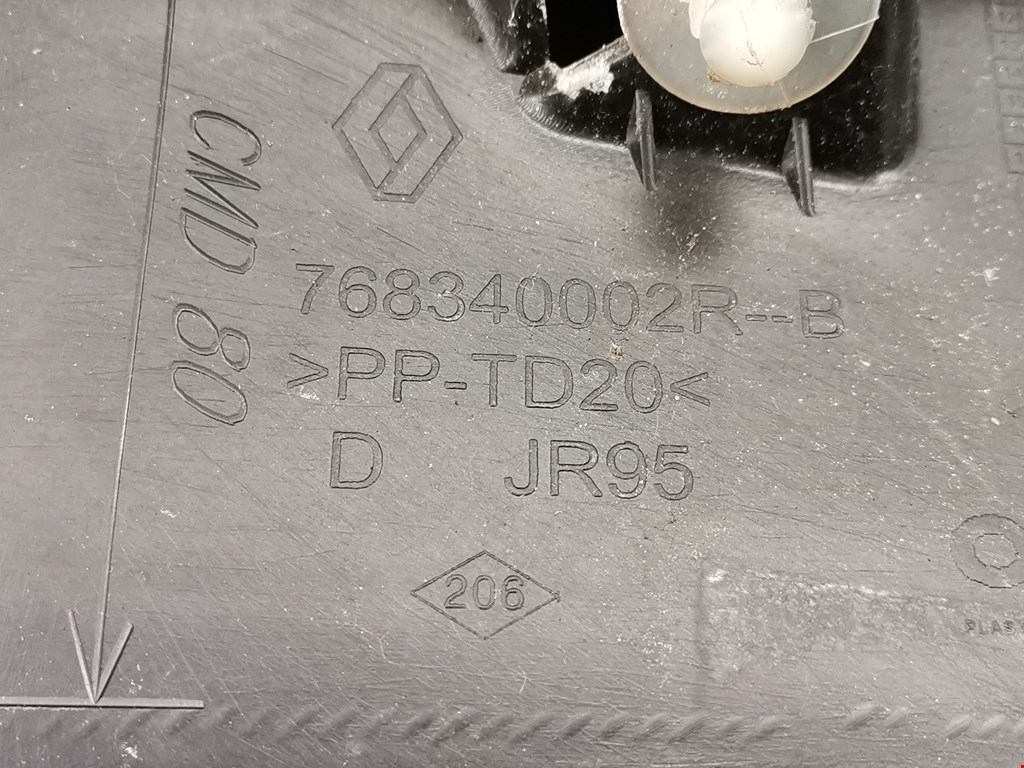 CMD 80
768340002R--B
>PP-TD20<
D JR95
206